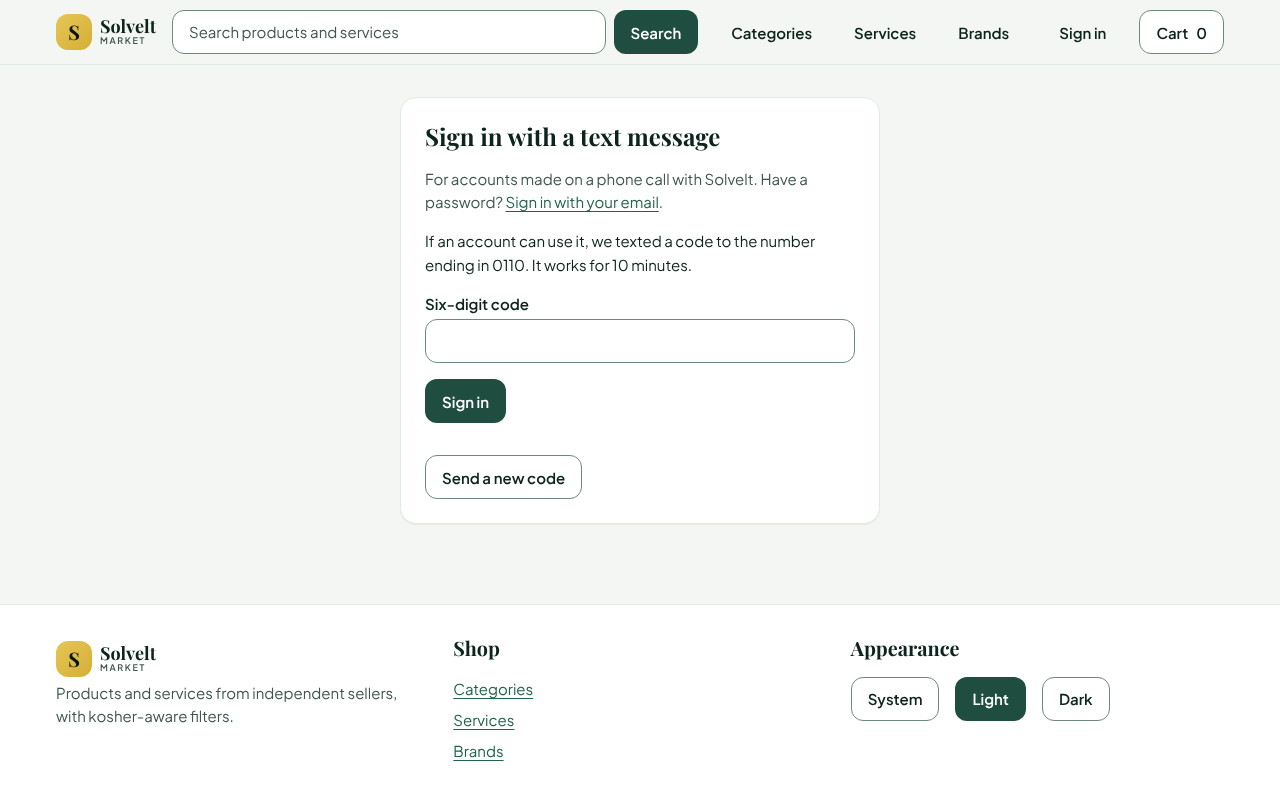 S
Solvelt
MARKET
Search products and services
Search
Categories
Services
Brands
Sign in
Cart 0
Sign in with a text message
For accounts made on a phone call with Solvelt. Have a
password? Sign in with your email.
If an account can use it, we texted a code to the number
ending in 0110. It works for 10 minutes.
Six-digit code
Sign in
Send a new code
S
Solvelt
MARKET
Products and services from independent sellers,
with kosher-aware filters.
Shop
Categories
Services
Brands
Appearance
System
Light
Dark